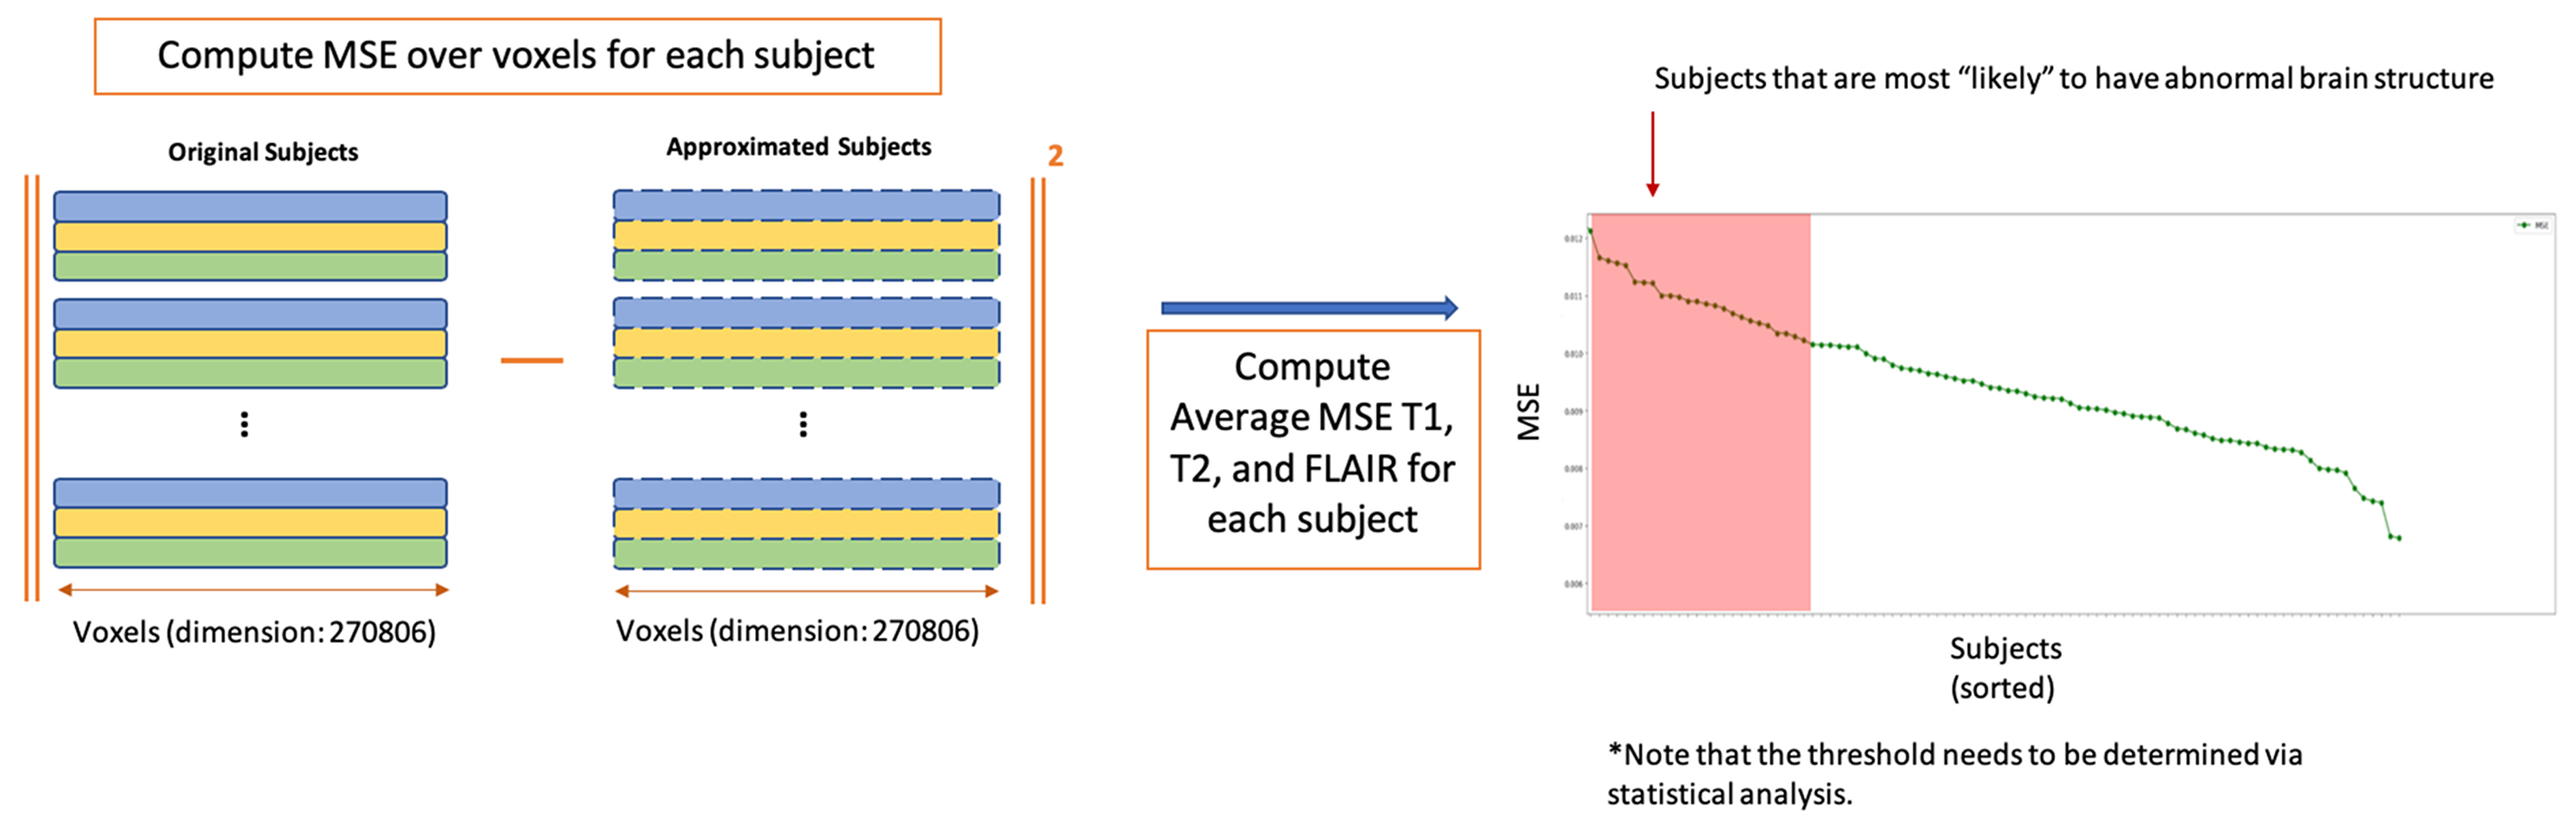 Compute MSE over voxels for each subject
Original Subjects
Approximated Subjects
2
Voxels (dimension: 270806)
Voxels (dimension: 270806)
Compute
Average MSE T1,
T2, and FLAIR for
each subject
Subjects that are most “likely” to have abnormal brain structure
MSE
0.012
0.011
0.010
0.009
0.008
0.007
0.006
MSE
Subjects
(sorted)
*Note that the threshold needs to be determined via
statistical analysis.